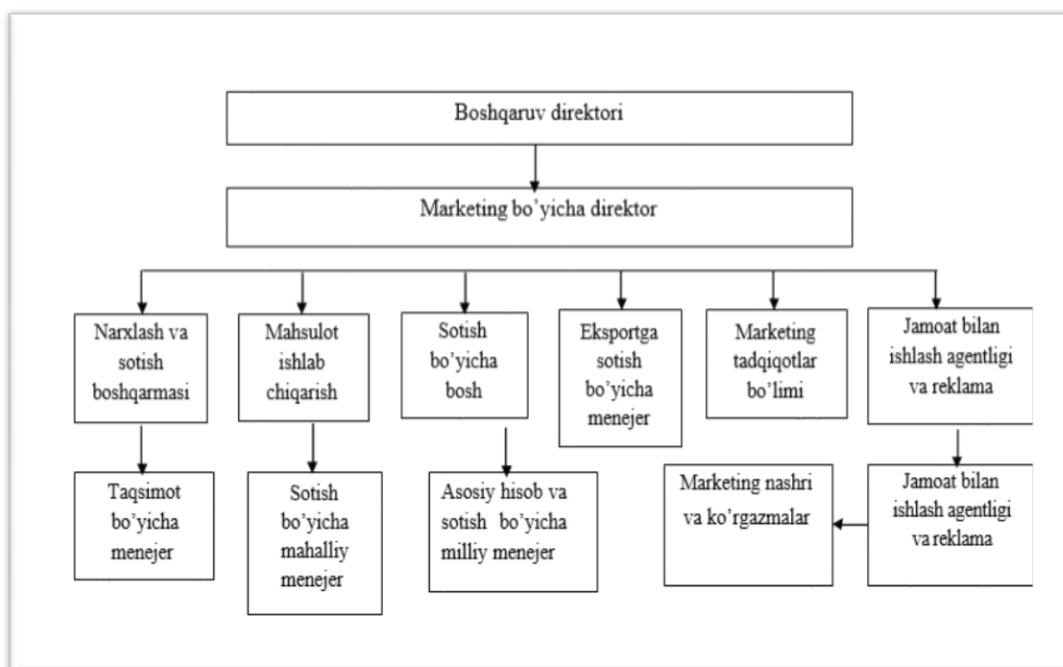 Boshqaruv direktori
Marketing bo’yicha direktor
Narxlash va
sotish
boshqarmasi
Mahsulot
ishlab
chiqarish
Sotish
bo’yicha
bosh
Eksportga
sotish
bo’yicha
menejer
Marketing
tadqiqotlar
bo’limi
Jamoat bilan
ishlash agentligi
va reklama
Taqsimot
bo’yicha
menejer
Sotish
bo’yicha
mahalliy
menejer
Asosiy hisob va
sotish bo’yicha
milliy menejer
Marketing nashri
va ko’rgazmalar
Jamoat bilan
ishlash agentligi
va reklama